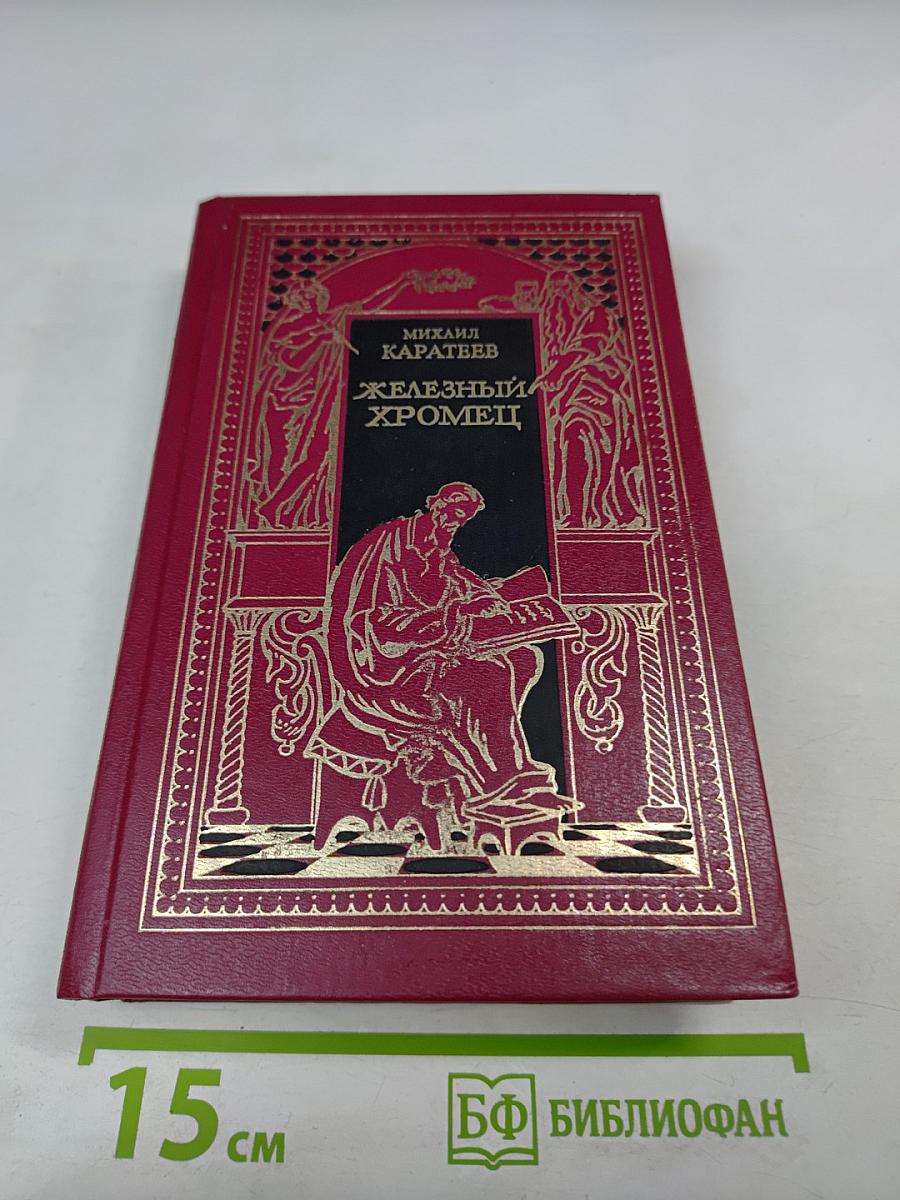 МИХАИЛ
КАРАТЕЕВ
ЖЕЛЕЗНЫЙ
ХРОМЕЦ
15 см
БФ БИБЛИОФАН